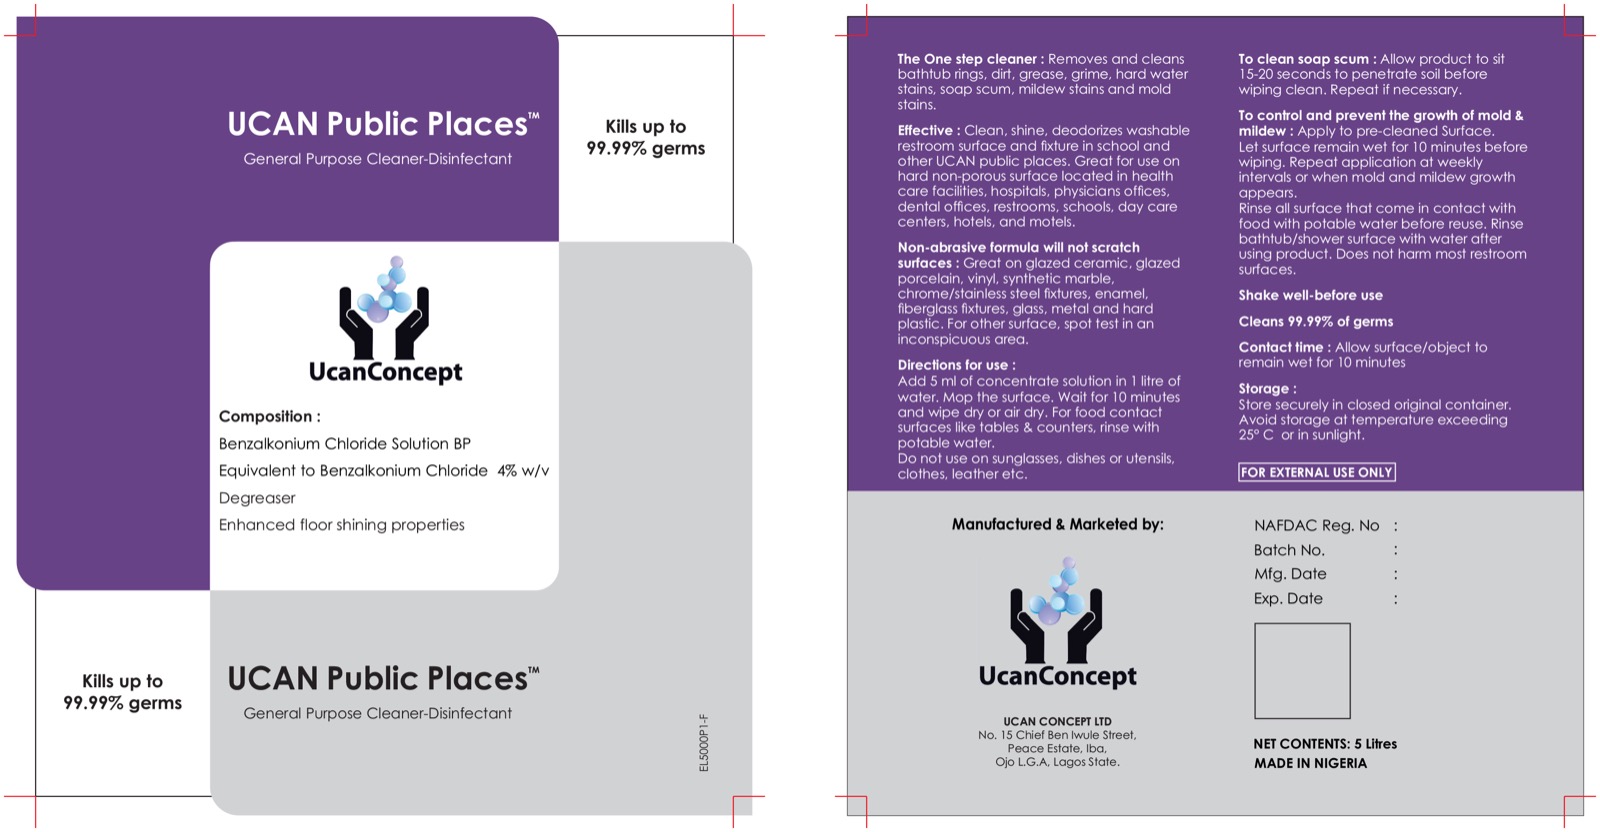 UCAN Public Places™
General Purpose Cleaner-Disinfectant
Kills up to
99.99% germs
UcanConcept
Composition :
Benzalkonium Chloride Solution BP
Equivalent to Benzalkonium Chloride 4% w/v
Degreaser
Enhanced floor shining properties
Kills up to
99.99% germs
UCAN Public Places™
General Purpose Cleaner-Disinfectant
EL5000P1-F
The One step cleaner : Removes and cleans
bathtub rings, dirt, grease, grime, hard water
stains, soap scum, mildew stains and mold
stains.
Effective : Clean, shine, deodorizes washable
restroom surface and fixture in school and
other UCAN public places. Great for use on
hard non-porous surface located in health
care facilities, hospitals, physicians offices,
dental offices, restrooms, schools, day care
centers, hotels, and motels.
Non-abrasive formula will not scratch
surfaces : Great on glazed ceramic, glazed
porcelain, vinyl, synthetic marble,
chrome/stainless steel fixtures, enamel,
fiberglass fixtures, glass, metal and hard
plastic. For other surface, spot test in an
inconspicuous area.
Directions for use :
Add 5 ml of concentrate solution in 1 litre of
water. Mop the surface. Wait for 10 minutes
and wipe dry or air dry. For food contact
surfaces like tables & counters, rinse with
potable water.
Do not use on sunglasses, dishes or utensils,
clothes, leather etc.
To clean soap scum : Allow product to sit
15-20 seconds to penetrate soil before
wiping clean. Repeat if necessary.
To control and prevent the growth of mold &
mildew : Apply to pre-cleaned Surface.
Let surface remain wet for 10 minutes before
wiping. Repeat application at weekly
intervals or when mold and mildew growth
appears.
Rinse all surface that come in contact with
food with potable water before reuse. Rinse
bathtub/shower surface with water after
using product. Does not harm most restroom
surfaces.
Shake well-before use
Cleans 99.99% of germs
Contact time : Allow surface/object to
remain wet for 10 minutes
Storage :
Store securely in closed original container.
Avoid storage at temperature exceeding
25° C or in sunlight.
FOR EXTERNAL USE ONLY
Manufactured & Marketed by:
UcanConcept
UCAN CONCEPT LTD
No. 15 Chief Ben Iwule Street,
Peace Estate, Iba,
Ojo L.G.A, Lagos State.
NAFDAC Reg. No :
Batch No. :
Mfg. Date :
Exp. Date :
NET CONTENTS: 5 Litres
MADE IN NIGERIA